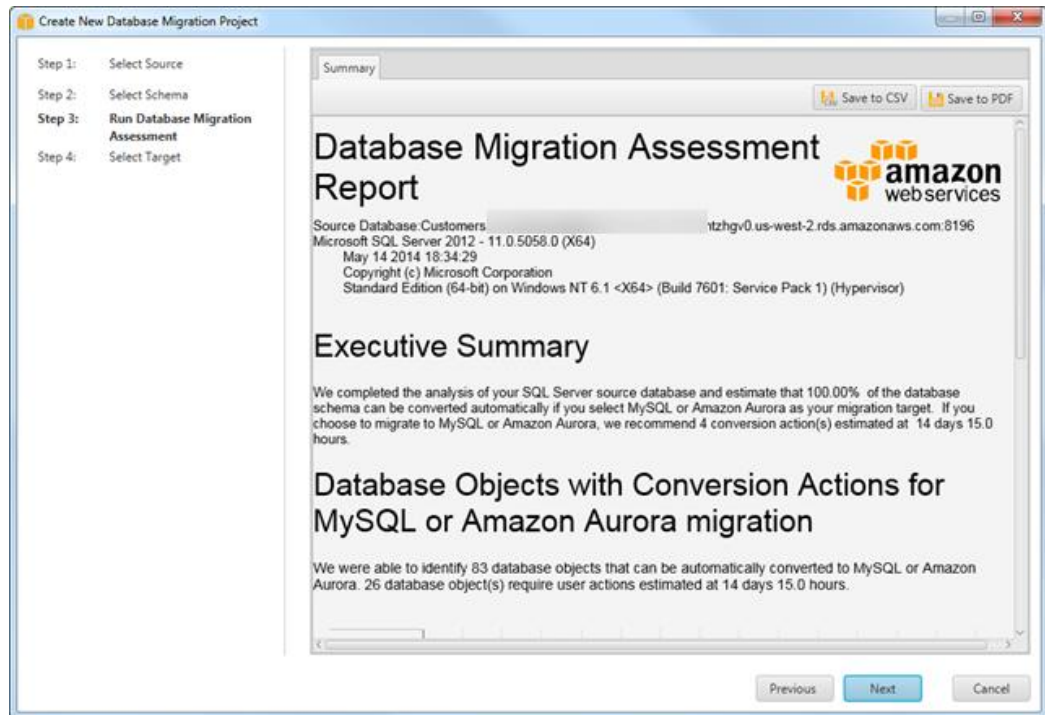 Create New Database Migration Project
Step 1: Select Source
Step 2: Select Schema
Step 3: Run Database Migration
Assessment
Step 4: Select Target
Summary
Save to CSV Save to PDF
Database Migration Assessment
Report
amazon
webservices
Source Database:Customers ntzhgv0.us-west-2.rds.amazonaws.com:8196
Microsoft SQL Server 2012 - 11.0.5058.0 (X64)
May 14 2014 18:34:29
Copyright (c) Microsoft Corporation
Standard Edition (64-bit) on Windows NT 6.1 <X64> (Build 7601: Service Pack 1) (Hypervisor)
Executive Summary
We completed the analysis of your SQL Server source database and estimate that 100.00% of the database
schema can be converted automatically if you select MySQL or Amazon Aurora as your migration target. If you
choose to migrate to MySQL or Amazon Aurora, we recommend 4 conversion action(s) estimated at 14 days 15.0
hours.
Database Objects with Conversion Actions for
MySQL or Amazon Aurora migration
We were able to identify 83 database objects that can be automatically converted to MySQL or Amazon
Aurora. 26 database object(s) require user actions estimated at 14 days 15.0 hours.
Previous Next Cancel